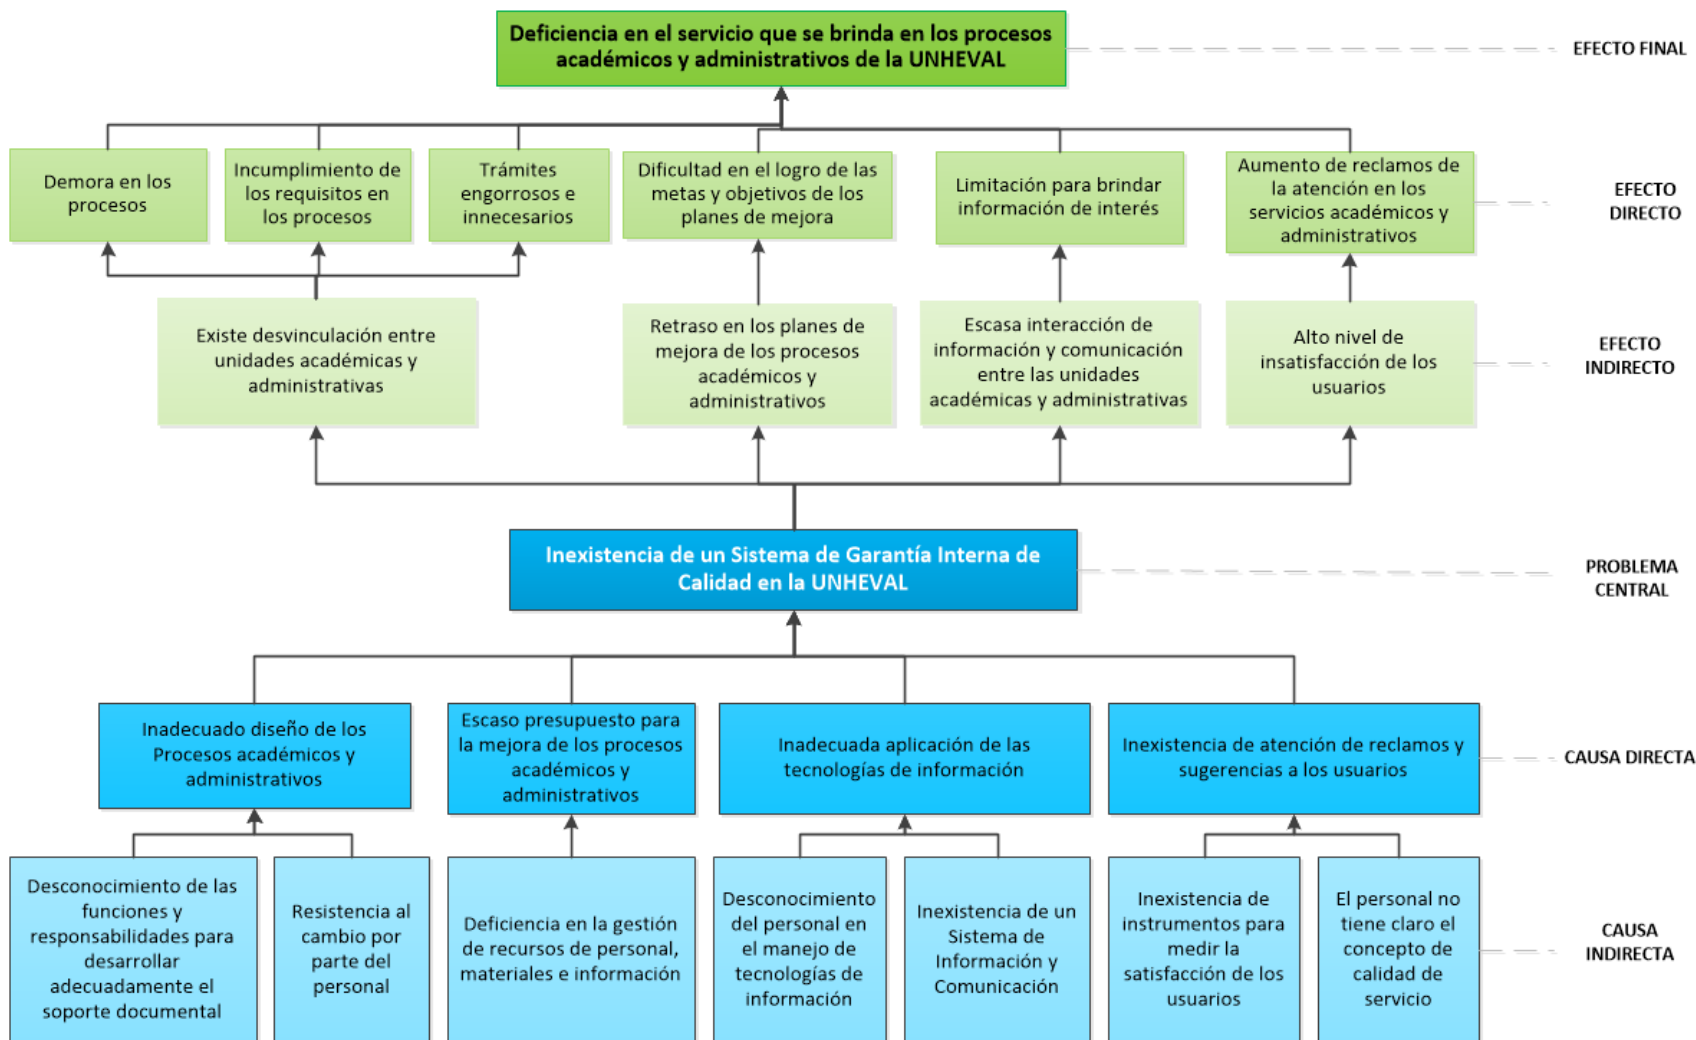 Deficiencia en el servicio que se brinda en los procesos
académicos y administrativos de la UNHEVAL
EFECTO FINAL
Demora en los
procesos
Incumplimiento de
los requisitos en
los procesos
Trámites
engorrosos e
innecesarios
Dificultad en el logro de las
metas y objetivos de los
planes de mejora
Limitación para brindar
información de interés
Aumento de reclamos de
la atención en los
servicios académicos y
administrativos
EFECTO
DIRECTO
Existe desvinculación entre
unidades académicas y
administrativas
Retraso en los planes de
mejora de los procesos
académicos y
administrativos
Escasa interacción de
información y comunicación
entre las unidades
académicas y administrativas
Alto nivel de
insatisfacción de los
usuarios
EFECTO
INDIRECTO
Inexistencia de un Sistema de Garantía Interna de
Calidad en la UNHEVAL
PROBLEMA
CENTRAL
Inadecuado diseño de los
Procesos académicos y
administrativos
Escaso presupuesto para
la mejora de los procesos
académicos y
administrativos
Inadecuada aplicación de las
tecnologías de información
Inexistencia de atención de reclamos y
sugerencias a los usuarios
CAUSA DIRECTA
Desconocimiento de las
funciones y
responsabilidades para
desarrollar
adecuadamente el
soporte documental
Resistencia al
cambio por
parte del
personal
Deficiencia en la gestión
de recursos de personal,
materiales e información
Desconocimiento
del personal en
el manejo de
tecnologías de
información
Inexistencia de un
Sistema de
Información y
Comunicación
Inexistencia de
instrumentos para
medir la
satisfacción de los
usuarios
El personal no
tiene claro el
concepto de
calidad de
servicio
CAUSA
INDIRECTA